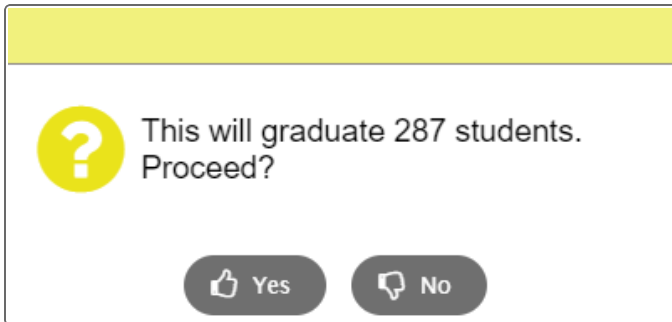 This will graduate 287 students.
Proceed?
Yes
No